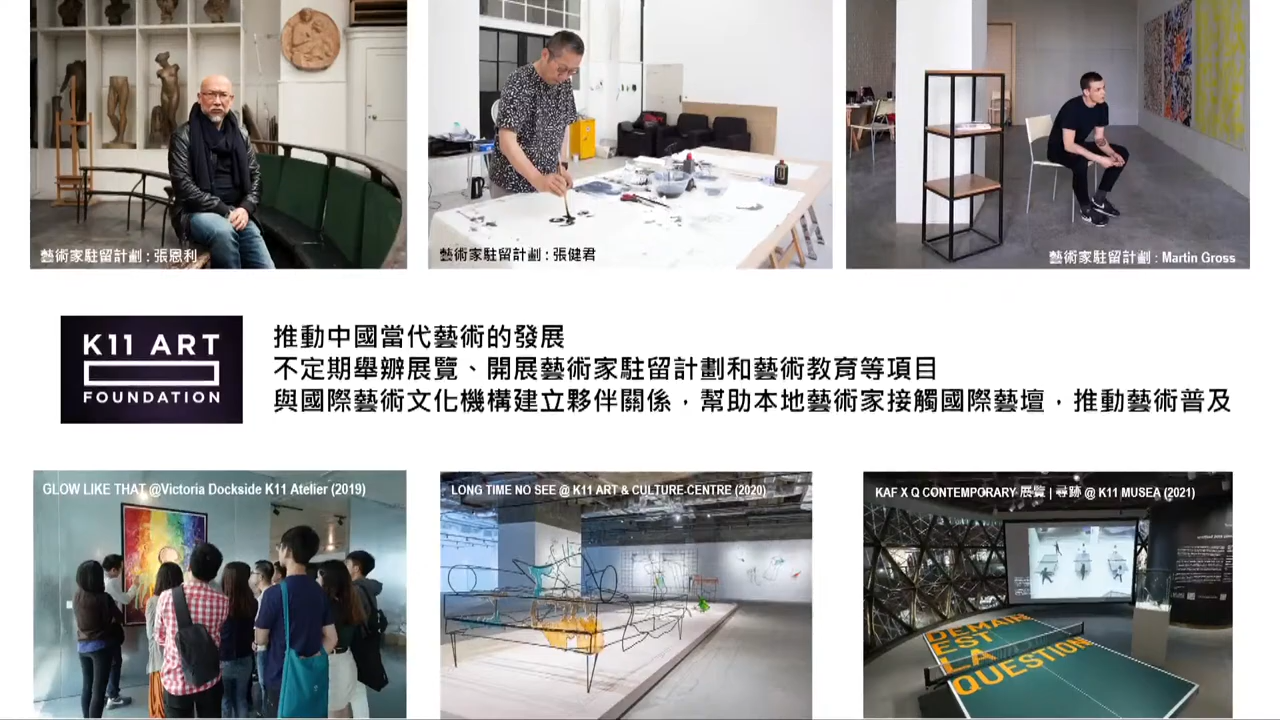 藝術家駐留計劃 : 張恩利
藝術家駐留計劃 : 張健君
藝術家駐留計劃 : Martin Gross
K11 ART
FOUNDATION
推動中國當代藝術的發展
不定期舉辦展覽、開展藝術家駐留計劃和藝術教育等項目
與國際藝術文化機構建立夥伴關係，幫助本地藝術家接觸國際藝壇，推動藝術普及
GLOW LIKE THAT @Victoria Dockside K11 Atelier (2019)
LONG TIME NO SEE @ K11 ART & CULTURE CENTRE (2020)
KAF X Q CONTEMPORARY 展覽 | 尋跡 @ K11 MUSEA (2021)
DEMAIN
EST
LA
QUESTION